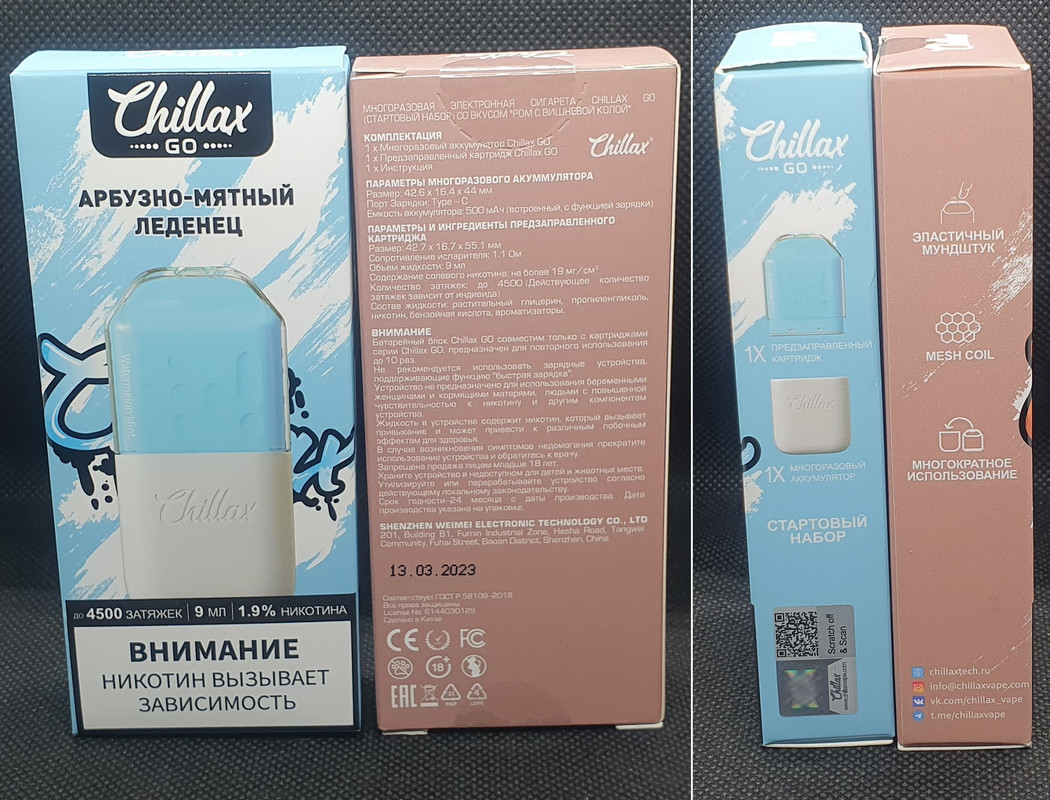 Chillax
GO
АРБУЗНО-МЯТНЫЙ
ЛЕДЕНЕЦ
Watermelon Mint
Chillax
до 4500 ЗАТЯЖЕК | 9 МЛ | 1.9% НИКОТИНА
ВНИМАНИЕ
НИКОТИН ВЫЗЫВАЕТ
ЗАВИСИМОСТЬ
МНОГОРАЗОВАЯ ЭЛЕКТРОННАЯ СИГАРЕТА CHILLAX GO
(СТАРТОВЫЙ НАБОР) СО ВКУСОМ "РОМ С ВИШНЕВОЙ КОЛОЙ"
КОМПЛЕКТАЦИЯ
1 x Многоразовый аккумулятор Chillax GO
1 x Предзаправленный картридж Chillax GO
1 x Инструкция
Chillax
ПАРАМЕТРЫ МНОГОРАЗОВОГО АКУММУЛЯТОРА
Размер: 42.6 x 16.4 x 44 мм
Порт Зарядки: Type – C
Емкость аккумулятора: 500 мАч (встроенный, с функцией зарядки)
ПАРАМЕТРЫ И ИНГРЕДИЕНТЫ ПРЕДЗАПРАВЛЕННОГО
КАРТРИДЖА
Размер: 42.7 x 16.7 x 55.1 мм
Сопротивление испарителя: 1.1 Ом
Объем жидкости: 9 мл
Содержание солевого никотине: не более 19 мг/см³
Количество затяжек: до 4500 (Действующее количество
затяжек зависит от индивида)
Состав жидкости: растительный глицерин, пропиленгликоль,
никотин, бензойная кислота, ароматизаторы.
ВНИМАНИЕ
Батарейный блок Chillax GO совместим только с картриджами
серии Chillax GO, предназначен для повторного использования
до 10 раз.
Не рекомендуется использовать зарядные устройства,
поддерживающие функцию "быстрая зарядка".
Устройство не предназначено для использования беременными
женщинами и кормящими матерями, людьми с повышенной
чувствительностью к никотину и другим компонентам
устройства.
Жидкость в устройстве содержит никотин, который вызывает
привыкание и может привести к различным побочным
эффектам для здоровья.
В случае возникновения симптомов недомогания прекратите
использование устройства и обратитесь к врачу.
Запрещена продажа лицам младше 18 лет.
Храните устройство в недоступном для детей и животных месте.
Утилизируйте или перерабатывайте устройство согласно
действующему локальному законодательству.
Срок годности-24 месяца с даты производства. Дата
производства указана на упаковке.
SHENZHEN WEIMEI ELECTRONIC TECHNOLOGY CO., LTD
201, Building B1, Fumin Industrial Zone, Hesha Road, Tangwei
Community, Fuhai Street, Baoan District, Shenzhen, China
13.03.2023
Соответствует ГОСТ Р 58109-2018
Все права защищены
License No. 6144030129
Сделано в Китае
CE FC
18+
EAC
PAP
LDPE
Chillax
GO
1X ПРЕДЗАПРАВЛЕННЫЙ
КАРТРИДЖ
Chillax
1X МНОГОРАЗОВЫЙ
АККУМУЛЯТОР
СТАРТОВЫЙ
НАБОР
Scratch off
& Scan
Chillax
www.chillaxvape.com
ЭЛАСТИЧНЫЙ
МУНДШТУК
MESH COIL
МНОГОКРАТНОЕ
ИСПОЛЬЗОВАНИЕ
chillaxtech.ru
info@chillaxvape.com
vk.com/chillax_vape
t.me/chillaxvape